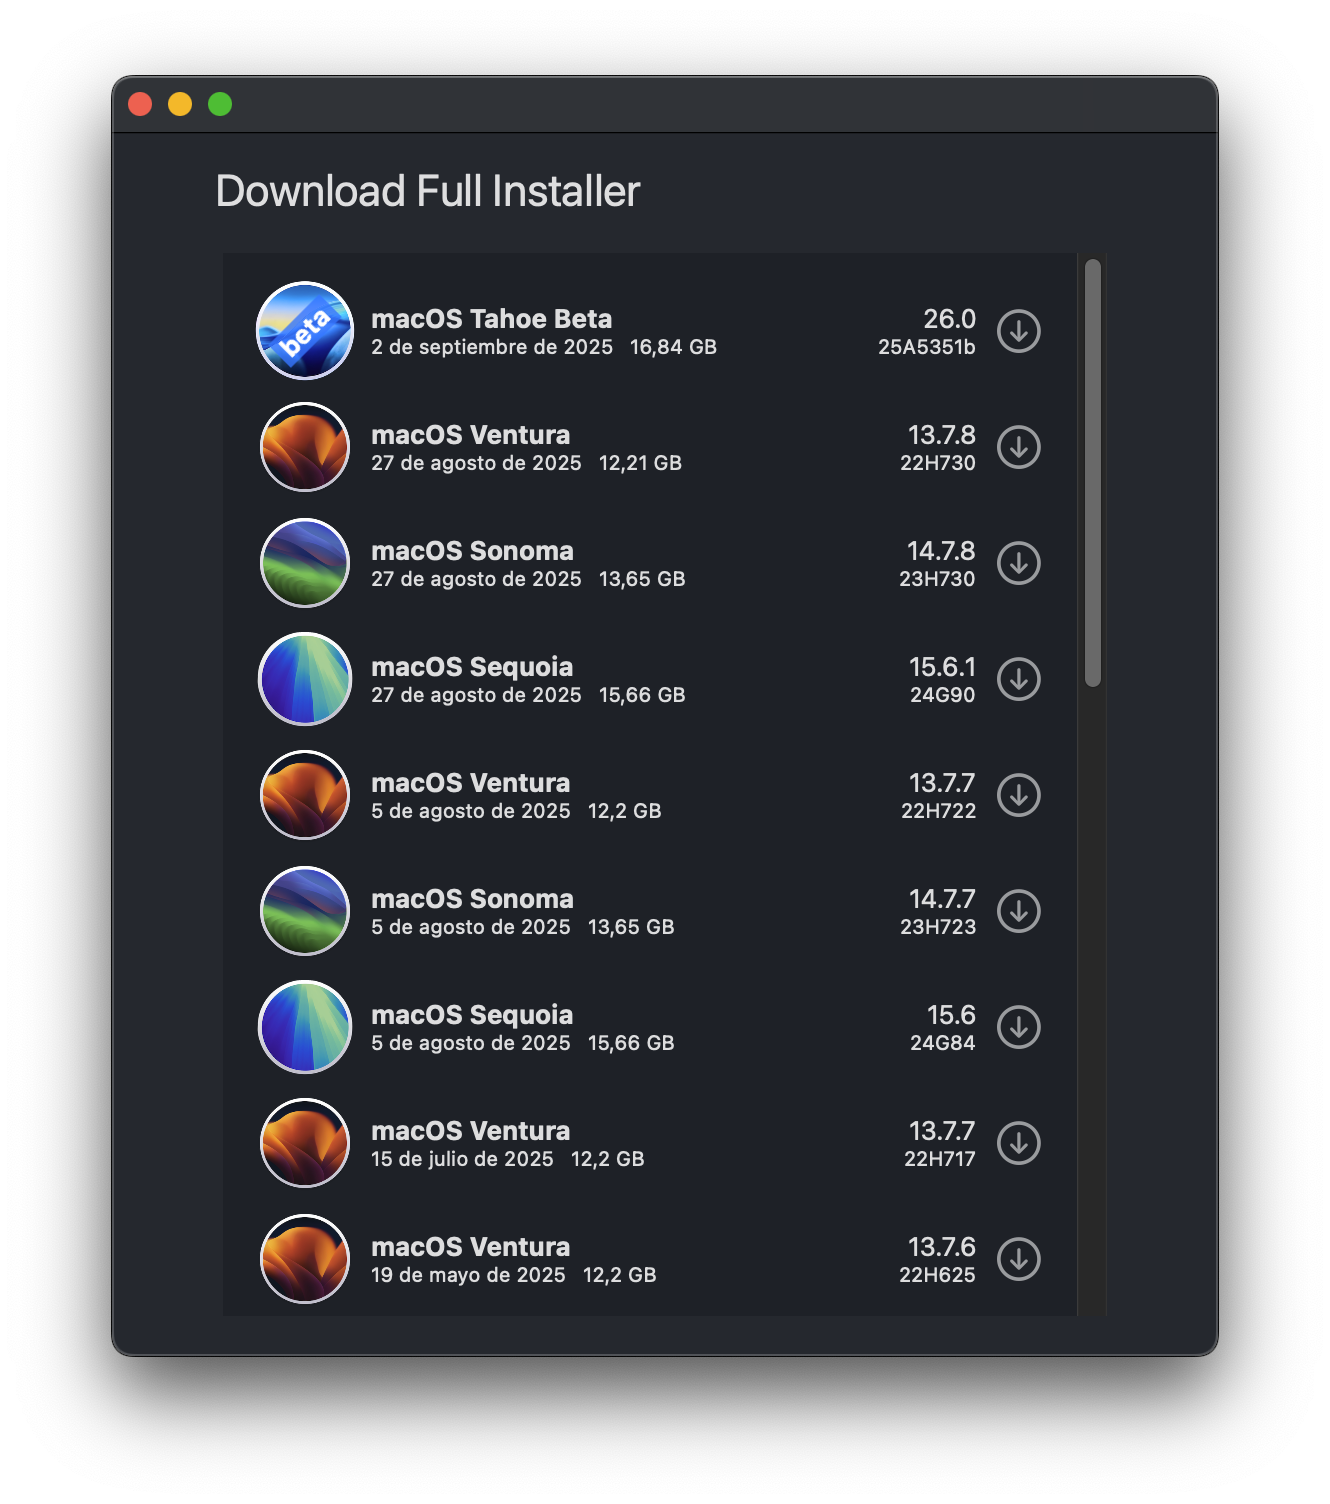 Download Full Installer
beta
macOS Tahoe Beta 26.0
2 de septiembre de 2025 16,84 GB 25A5351b
macOS Ventura 13.7.8
27 de agosto de 2025 12,21 GB 22H730
macOS Sonoma 14.7.8
27 de agosto de 2025 13,65 GB 23H730
macOS Sequoia 15.6.1
27 de agosto de 2025 15,66 GB 24G90
macOS Ventura 13.7.7
5 de agosto de 2025 12,2 GB 22H722
macOS Sonoma 14.7.7
5 de agosto de 2025 13,65 GB 23H723
macOS Sequoia 15.6
5 de agosto de 2025 15,66 GB 24G84
macOS Ventura 13.7.7
15 de julio de 2025 12,2 GB 22H717
macOS Ventura 13.7.6
19 de mayo de 2025 12,2 GB 22H625